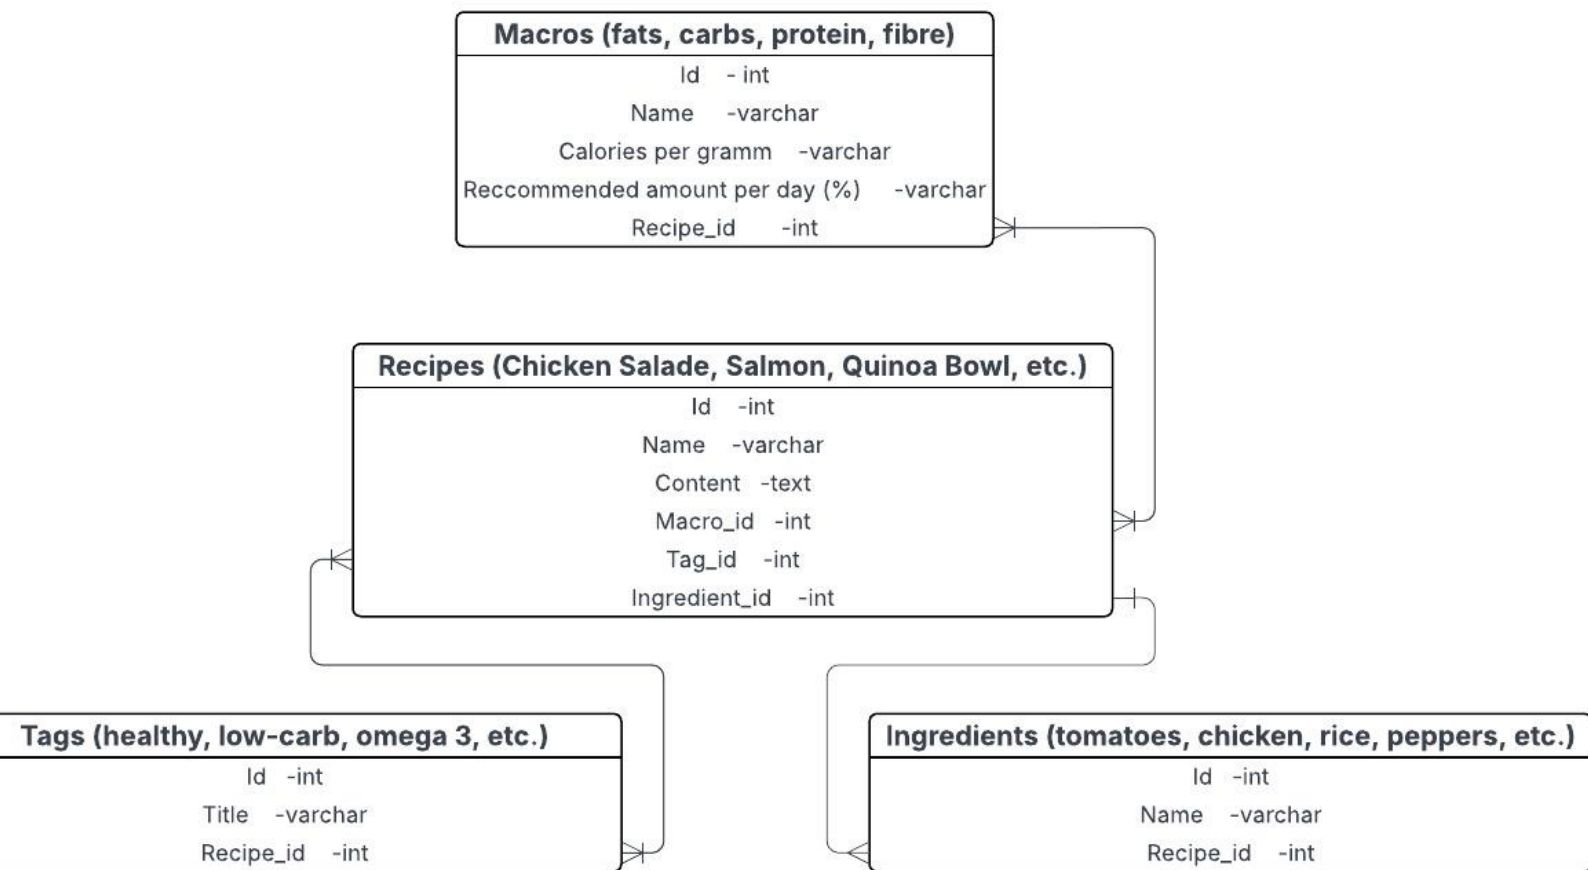 Macros (fats, carbs, protein, fibre)
Id - int
Name -varchar
Calories per gramm -varchar
Reccommended amount per day (%) -varchar
Recipe_id -int
Recipes (Chicken Salade, Salmon, Quinoa Bowl, etc.)
Id -int
Name -varchar
Content -text
Macro_id -int
Tag_id -int
Ingredient_id -int
Tags (healthy, low-carb, omega 3, etc.)
Id -int
Title -varchar
Recipe_id -int
Ingredients (tomatoes, chicken, rice, peppers, etc.)
Id -int
Name -varchar
Recipe_id -int